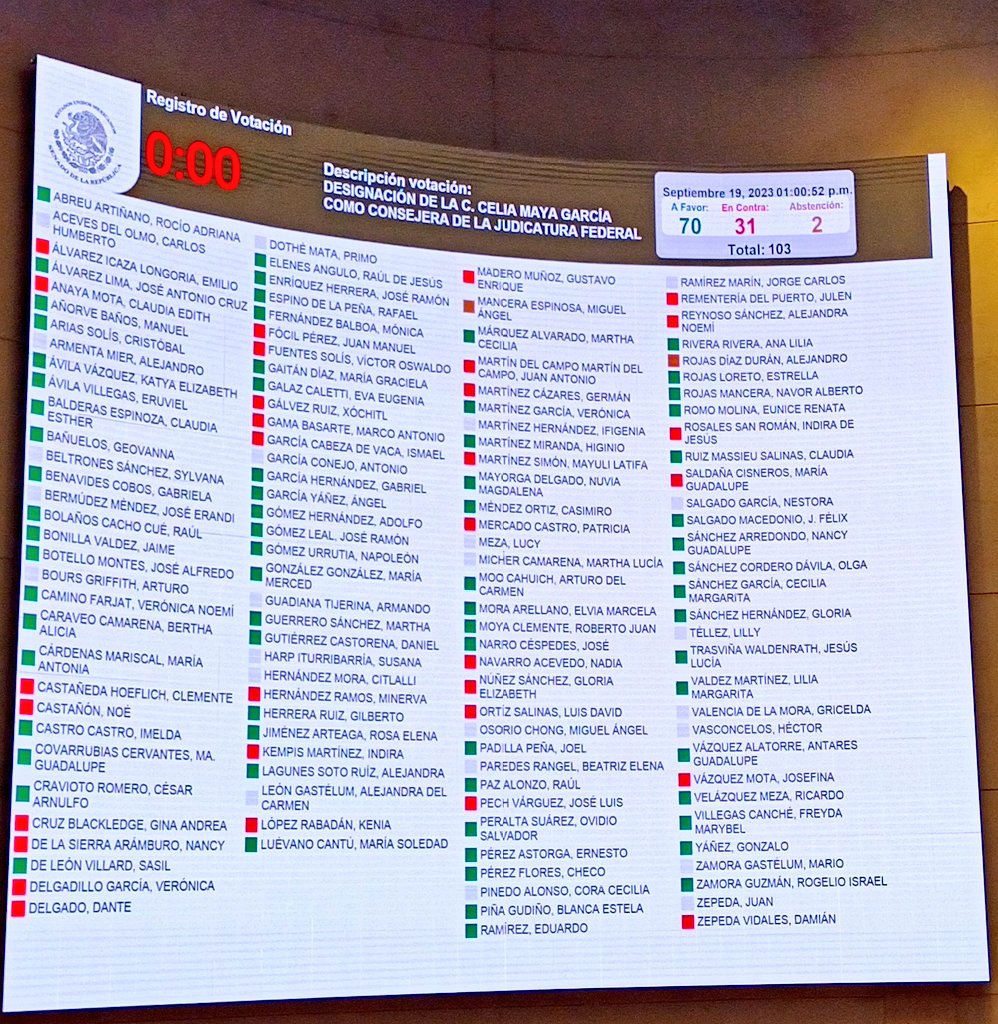 ESTADOS UNIDOS MEXICANOS
SENADO DE LA REPÚBLICA
Registro de Votación
0:00
Descripción votación:
DESIGNACIÓN DE LA C. CELIA MAYA GARCÍA
COMO CONSEJERA DE LA JUDICATURA FEDERAL
Septiembre 19, 2023 01:00:52 p.m.
A Favor: En Contra: Abstención:
70 31 2
Total: 103
ABREU ARTIÑANO, ROCÍO ADRIANA
ACEVES DEL OLMO, CARLOS
HUMBERTO
ÁLVAREZ ICAZA LONGORIA, EMILIO
ÁLVAREZ LIMA, JOSÉ ANTONIO CRUZ
ANAYA MOTA, CLAUDIA EDITH
AÑORVE BAÑOS, MANUEL
ARIAS SOLÍS, CRISTÓBAL
ARMENTA MIER, ALEJANDRO
ÁVILA VÁZQUEZ, KATYA ELIZABETH
ÁVILA VILLEGAS, ERUVIEL
BALDERAS ESPINOZA, CLAUDIA
ESTHER
BAÑUELOS, GEOVANNA
BELTRONES SÁNCHEZ, SYLVANA
BENAVIDES COBOS, GABRIELA
BERMÚDEZ MÉNDEZ, JOSÉ ERANDI
BOLAÑOS CACHO CUÉ, RAÚL
BONILLA VALDEZ, JAIME
BOTELLO MONTES, JOSÉ ALFREDO
BOURS GRIFFITH, ARTURO
CAMINO FARJAT, VERÓNICA NOEMÍ
CARAVEO CAMARENA, BERTHA
ALICIA
CÁRDENAS MARISCAL, MARÍA
ANTONIA
CASTAÑEDA HOEFLICH, CLEMENTE
CASTAÑÓN, NOÉ
CASTRO CASTRO, IMELDA
COVARRUBIAS CERVANTES, MA.
GUADALUPE
CRAVIOTO ROMERO, CÉSAR
ARNULFO
CRUZ BLACKLEDGE, GINA ANDREA
DE LA SIERRA ARÁMBURO, NANCY
DE LEÓN VILLARD, SASIL
DELGADILLO GARCÍA, VERÓNICA
DELGADO, DANTE
DOTHÉ MATA, PRIMO
ELENES ANGULO, RAÚL DE JESÚS
ENRÍQUEZ HERRERA, JOSÉ RAMÓN
ESPINO DE LA PEÑA, RAFAEL
FERNÁNDEZ BALBOA, MÓNICA
FÓCIL PÉREZ, JUAN MANUEL
FUENTES SOLÍS, VÍCTOR OSWALDO
GAITÁN DÍAZ, MARÍA GRACIELA
GALAZ CALETTI, EVA EUGENIA
GÁLVEZ RUIZ, XÓCHITL
GAMA BASARTE, MARCO ANTONIO
GARCÍA CABEZA DE VACA, ISMAEL
GARCÍA CONEJO, ANTONIO
GARCÍA HERNÁNDEZ, GABRIEL
GARCÍA YÁÑEZ, ÁNGEL
GÓMEZ HERNÁNDEZ, ADOLFO
GÓMEZ LEAL, JOSÉ RAMÓN
GÓMEZ URRUTIA, NAPOLEÓN
GONZÁLEZ GONZÁLEZ, MARÍA
MERCED
GUADIANA TIJERINA, ARMANDO
GUERRERO SÁNCHEZ, MARTHA
GUTIÉRREZ CASTORENA, DANIEL
HARP ITURRIBARRÍA, SUSANA
HERNÁNDEZ MORA, CITLALLI
HERNÁNDEZ RAMOS, MINERVA
HERRERA RUIZ, GILBERTO
JIMÉNEZ ARTEAGA, ROSA ELENA
KEMPIS MARTÍNEZ, INDIRA
LAGUNES SOTO RUÍZ, ALEJANDRA
LEÓN GASTÉLUM, ALEJANDRA DEL
CARMEN
LÓPEZ RABADÁN, KENIA
LUÉVANO CANTÚ, MARÍA SOLEDAD
MADERO MUÑOZ, GUSTAVO
ENRIQUE
MANCERA ESPINOSA, MIGUEL
ÁNGEL
MÁRQUEZ ALVARADO, MARTHA
CECILIA
MARTÍN DEL CAMPO MARTÍN DEL
CAMPO, JUAN ANTONIO
MARTÍNEZ CÁZARES, GERMÁN
MARTÍNEZ GARCÍA, VERÓNICA
MARTÍNEZ HERNÁNDEZ, IFIGENIA
MARTÍNEZ MIRANDA, HIGINIO
MARTÍNEZ SIMÓN, MAYULI LATIFA
MAYORGA DELGADO, NUVIA
MAGDALENA
MÉNDEZ ORTIZ, CASIMIRO
MERCADO CASTRO, PATRICIA
MEZA, LUCY
MICHER CAMARENA, MARTHA LUCÍA
MOO CAHUICH, ARTURO DEL
CARMEN
MORA ARELLANO, ELVIA MARCELA
MOYA CLEMENTE, ROBERTO JUAN
NARRO CÉSPEDES, JOSÉ
NAVARRO ACEVEDO, NADIA
NÚÑEZ SÁNCHEZ, GLORIA
ELIZABETH
ORTÍZ SALINAS, LUIS DAVID
OSORIO CHONG, MIGUEL ÁNGEL
PADILLA PEÑA, JOEL
PAREDES RANGEL, BEATRIZ ELENA
PAZ ALONZO, RAÚL
PECH VÁRGUEZ, JOSÉ LUIS
PERALTA SUÁREZ, OVIDIO
SALVADOR
PÉREZ ASTORGA, ERNESTO
PÉREZ FLORES, CHECO
PINEDO ALONSO, CORA CECILIA
PIÑA GUDIÑO, BLANCA ESTELA
RAMÍREZ, EDUARDO
RAMÍREZ MARÍN, JORGE CARLOS
REMENTERÍA DEL PUERTO, JULEN
REYNOSO SÁNCHEZ, ALEJANDRA
NOEMÍ
RIVERA RIVERA, ANA LILIA
ROJAS DÍAZ DURÁN, ALEJANDRO
ROJAS LORETO, ESTRELLA
ROJAS MANCERA, NAVOR ALBERTO
ROMO MOLINA, EUNICE RENATA
ROSALES SAN ROMÁN, INDIRA DE
JESÚS
RUIZ MASSIEU SALINAS, CLAUDIA
SALDAÑA CISNEROS, MARÍA
GUADALUPE
SALGADO GARCÍA, NESTORA
SALGADO MACEDONIO, J. FÉLIX
SÁNCHEZ ARREDONDO, NANCY
GUADALUPE
SÁNCHEZ CORDERO DÁVILA, OLGA
SÁNCHEZ GARCÍA, CECILIA
MARGARITA
SÁNCHEZ HERNÁNDEZ, GLORIA
TÉLLEZ, LILLY
TRASVIÑA WALDENRATH, JESÚS
LUCÍA
VALDEZ MARTÍNEZ, LILIA
MARGARITA
VALENCIA DE LA MORA, GRICELDA
VASCONCELOS, HÉCTOR
VÁZQUEZ ALATORRE, ANTARES
GUADALUPE
VÁZQUEZ MOTA, JOSEFINA
VELÁZQUEZ MEZA, RICARDO
VILLEGAS CANCHÉ, FREYDA
MARYBEL
YÁÑEZ, GONZALO
ZAMORA GASTÉLUM, MARIO
ZAMORA GUZMÁN, ROGELIO ISRAEL
ZEPEDA, JUAN
ZEPEDA VIDALES, DAMIÁN